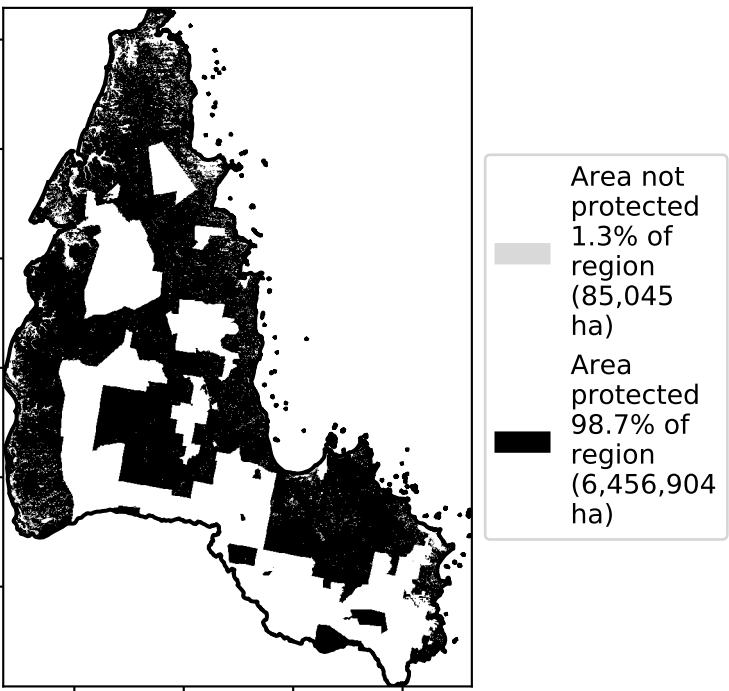 Area not
protected
1.3% of
region
(85,045
ha)
Area
protected
98.7% of
region
(6,456,904
ha)